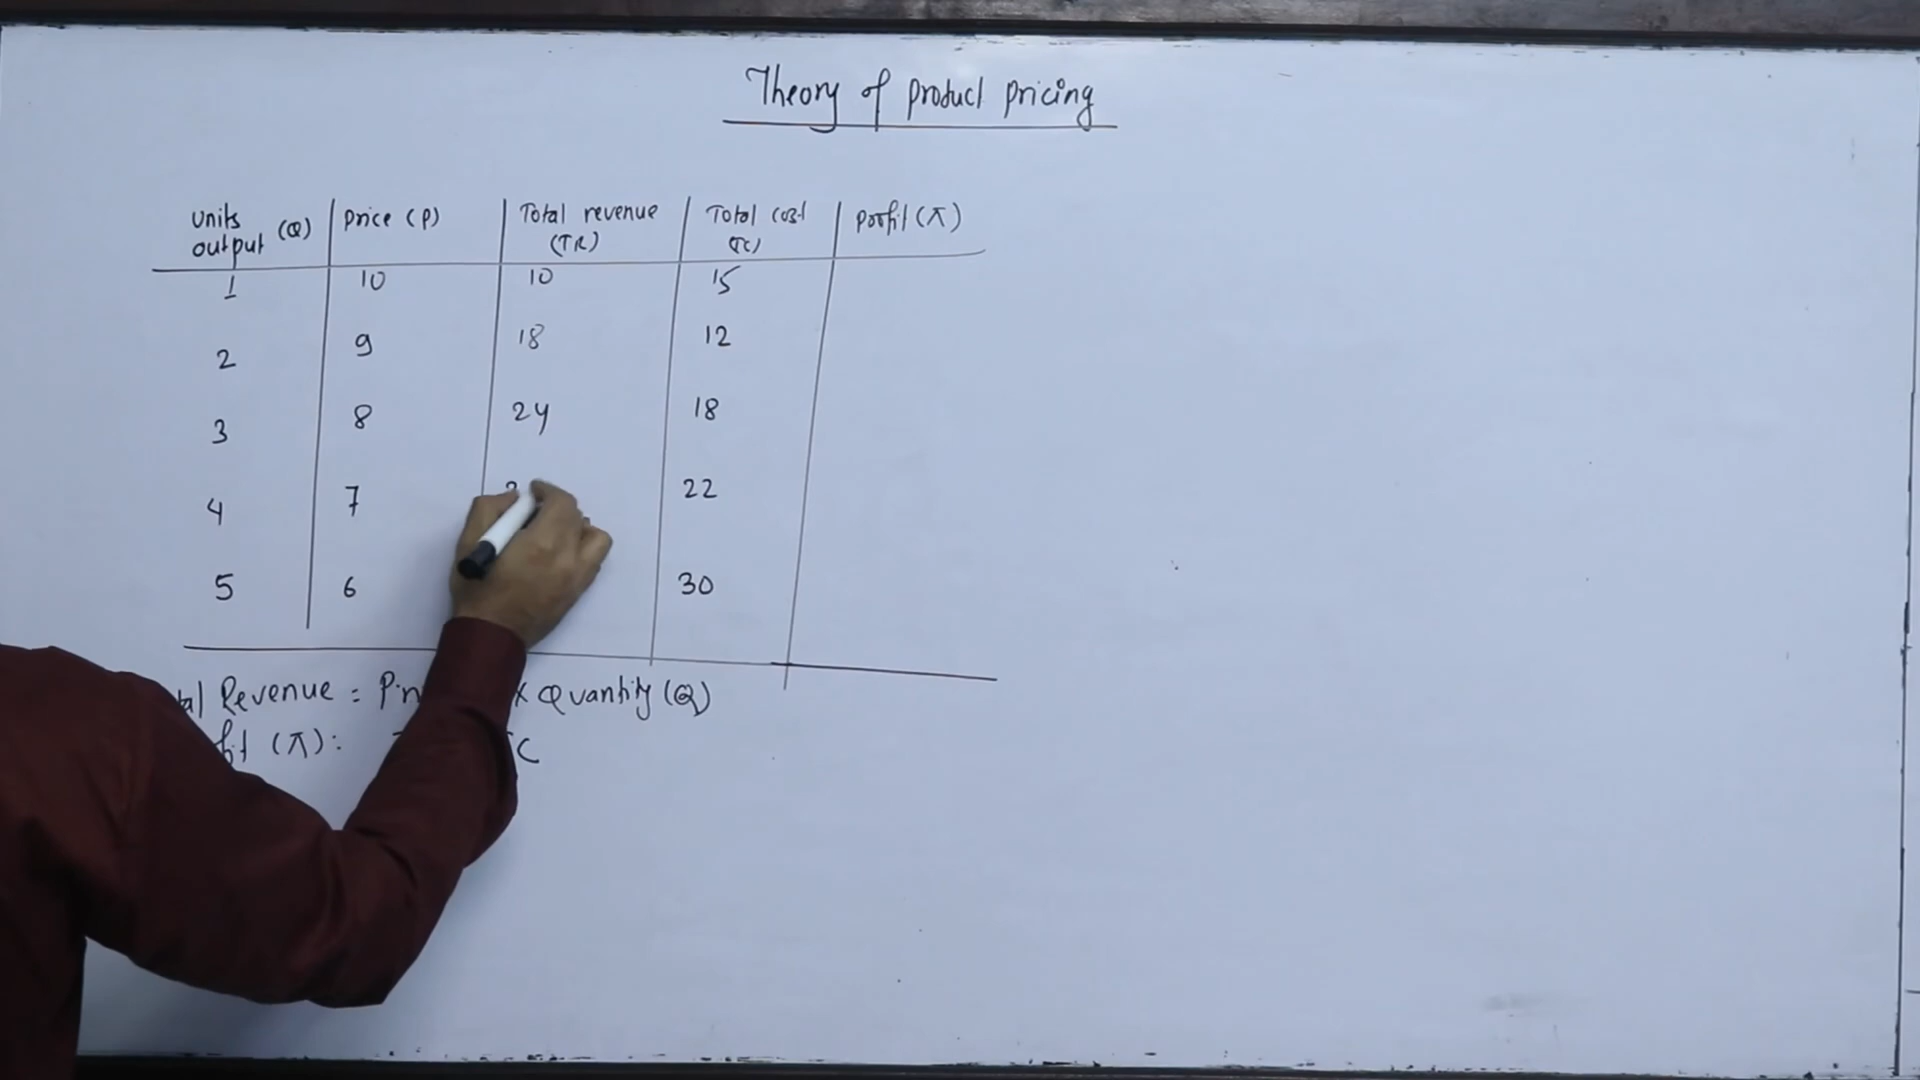 Theory of product pricing
Units output (Q) Price (P) Total revenue (TR) Total cost (TC) Profit (π)
1 10 10 15
2 9 18 12
3 8 24 18
4 7 22
5 6 30
Revenue = x Quantity (Q)
(π): TC